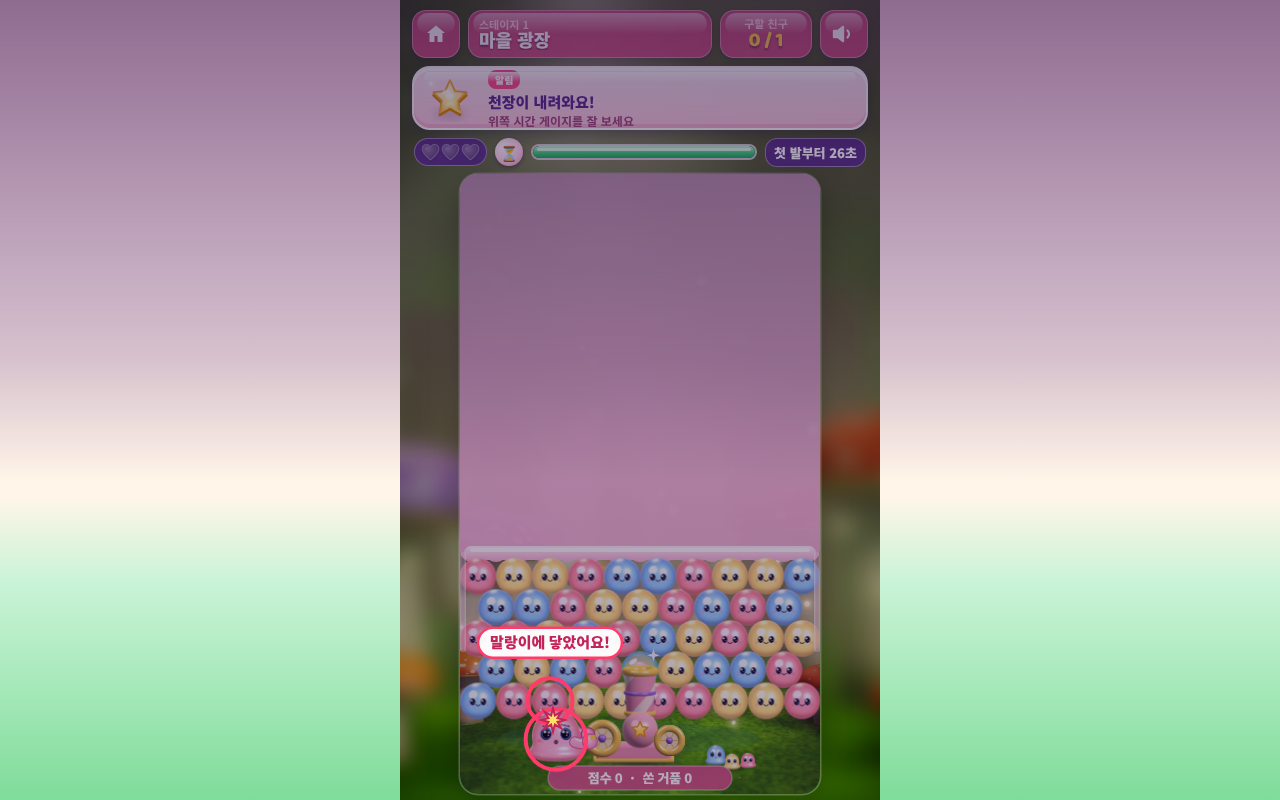 스테이지 1
마을 광장
구할 친구
0 / 1
알림
천장이 내려와요!
위쪽 시간 게이지를 잘 보세요
첫 발부터 26초
말랑이에 닿았어요!
점수 0 · 쏜 거품 0